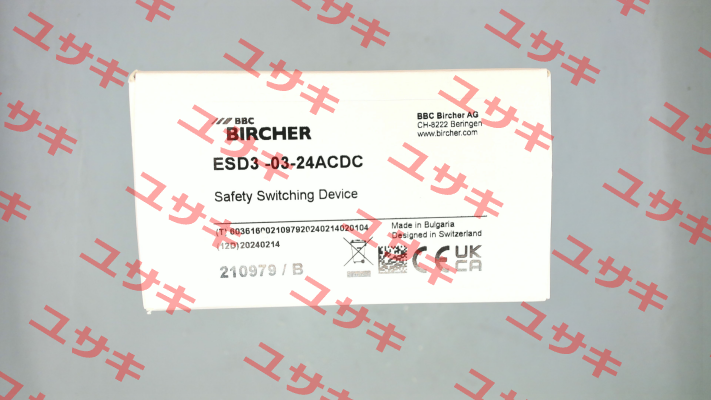 BBC
BIRCHER
BBC Bircher AG
CH-8222 Beringen
www.bircher.com
ESD3 -03-24ACDC
Safety Switching Device
Made in Bulgaria
Designed in Switzerland
(12D)20240214
210979 / B
CE
UK
CA
ユサキ